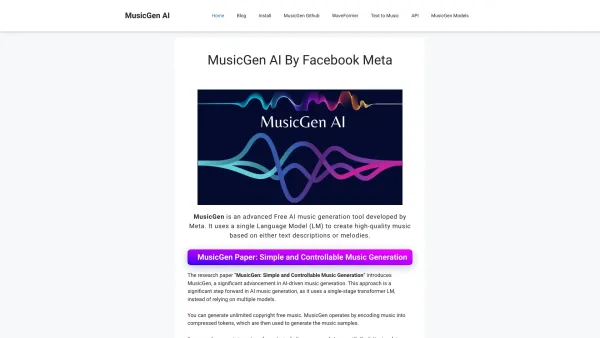 MusicGen AI
Home Blog Install MusicGen Github WaveFormer Text to Music API MusicGen Models
MusicGen AI By Facebook Meta
MusicGen AI
MusicGen is an advanced Free AI music generation tool developed by
Meta. It uses a single Language Model (LM) to create high-quality music
based on either text descriptions or melodies.
MusicGen Paper: Simple and Controllable Music Generation
The research paper "MusicGen: Simple and Controllable Music Generation" introduces
MusicGen, a significant advancement in AI-driven music generation. This approach is a
significant step forward in AI music generation, as it uses a single-stage transformer LM,
instead of relying on multiple models.
You can generate unlimited copyright free music. MusicGen operates by encoding music into
compressed tokens, which are then used to generate the music samples.